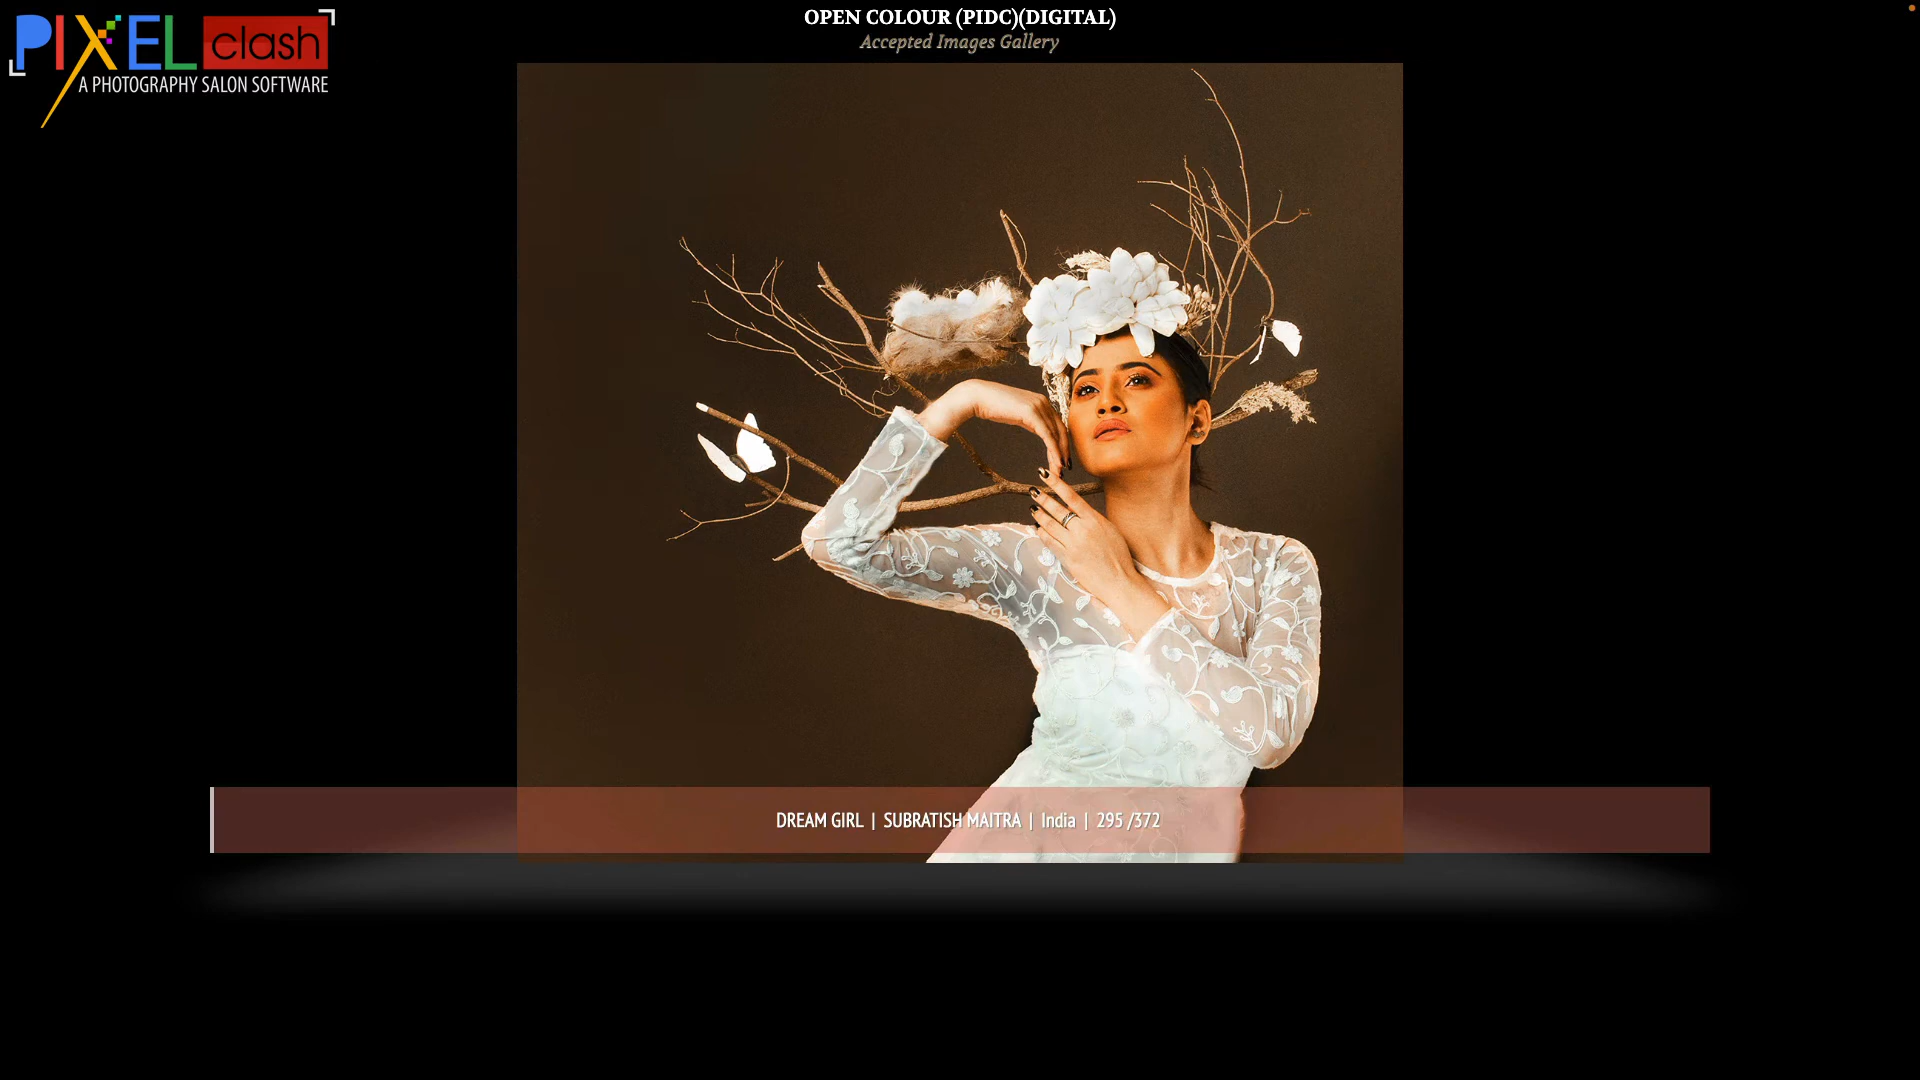 PIXEL clash
A PHOTOGRAPHY SALON SOFTWARE
OPEN COLOUR (PIDC)(DIGITAL)
Accepted Images Gallery
DREAM GIRL | SUBRATISH MAITRA | India | 295 /372